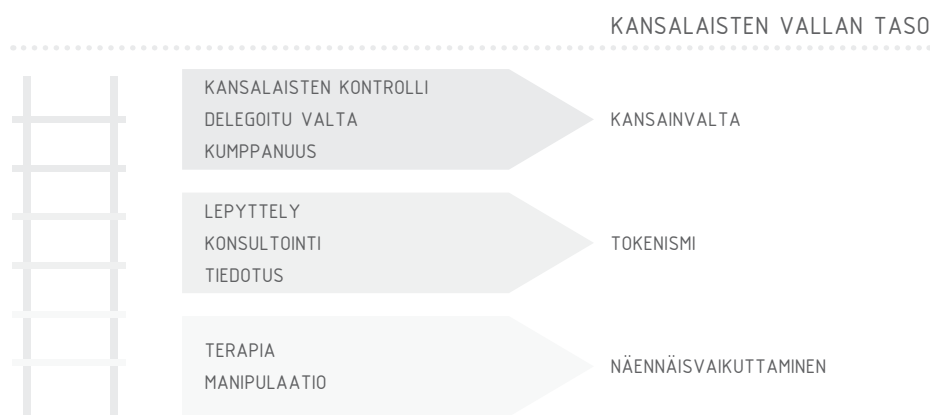 KANSALAISTEN VALLAN TASO
KANSALAISTEN KONTROLLI
DELEGOITU VALTA
KUMPPANUUS
KANSAINVALTA
LEPYTTELY
KONSULTOINTI
TIEDOTUS
TOKENISMI
TERAPIA
MANIPULAATIO
NÄENNÄISVAIKUTTAMINEN